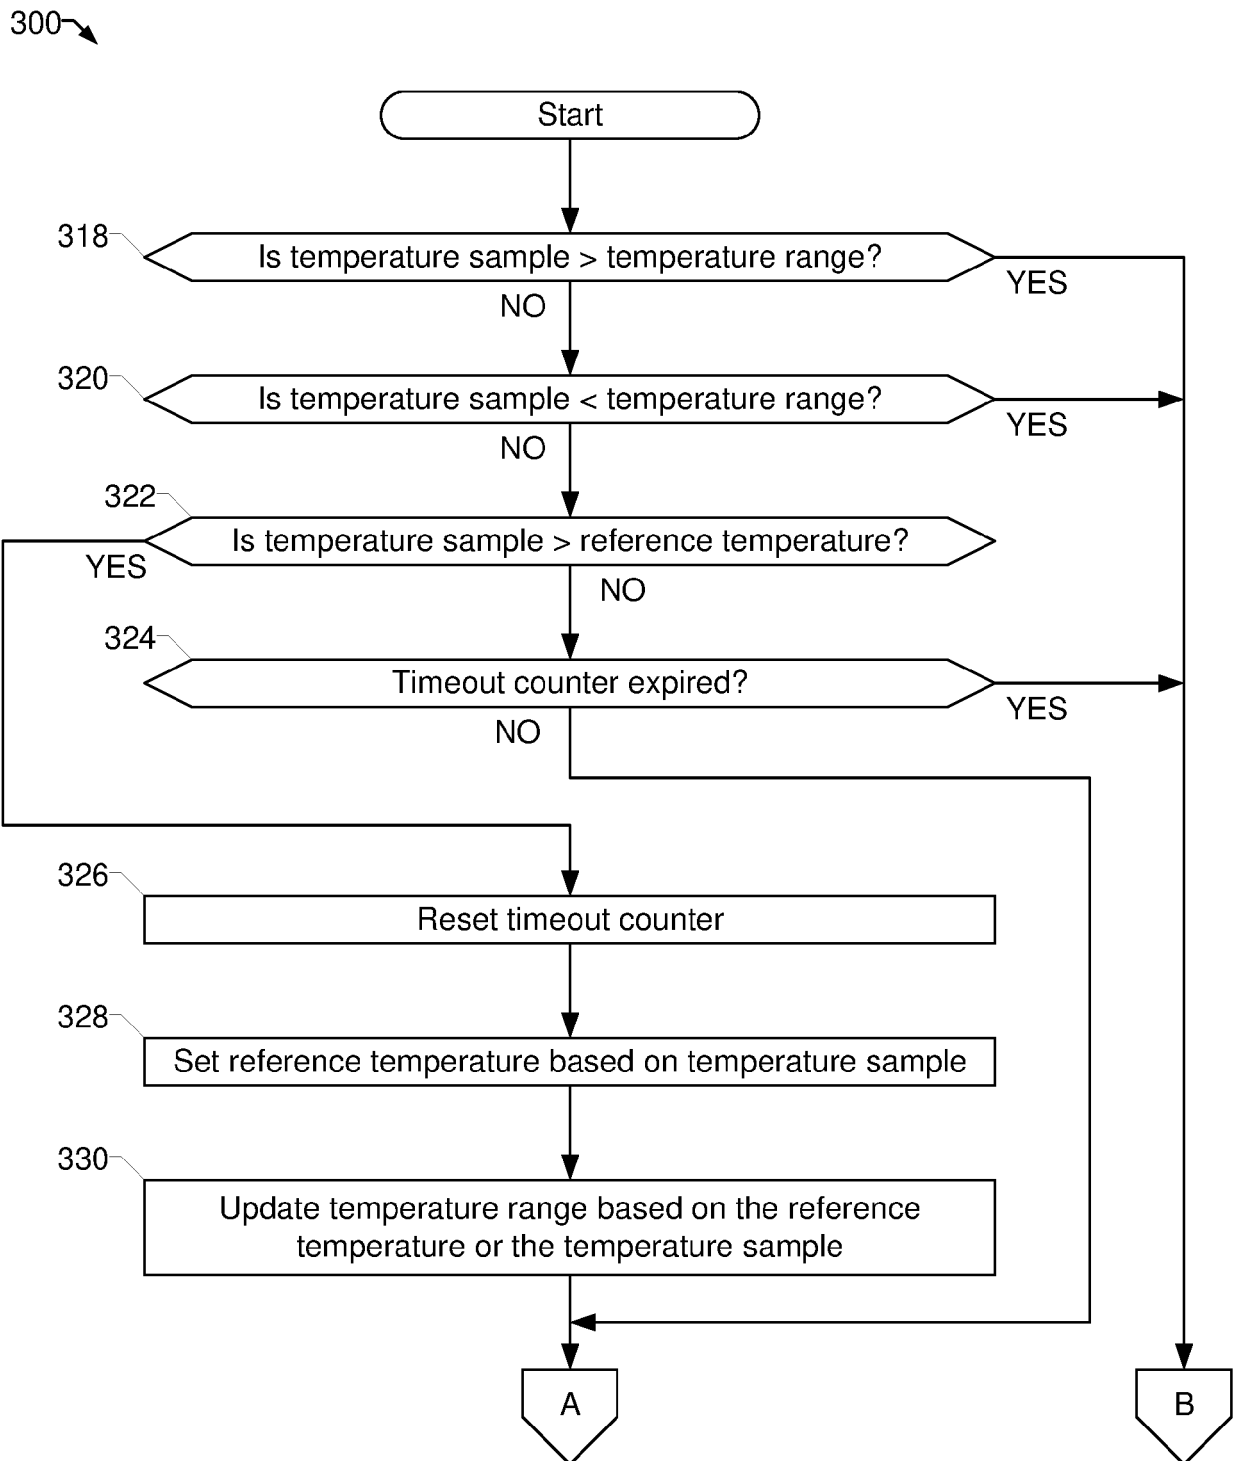 300
Start
318
Is temperature sample > temperature range?
YES
NO
320
Is temperature sample < temperature range?
YES
NO
322
Is temperature sample > reference temperature?
YES
NO
324
Timeout counter expired?
YES
NO
326
Reset timeout counter
328
Set reference temperature based on temperature sample
330
Update temperature range based on the reference
temperature or the temperature sample
A
B